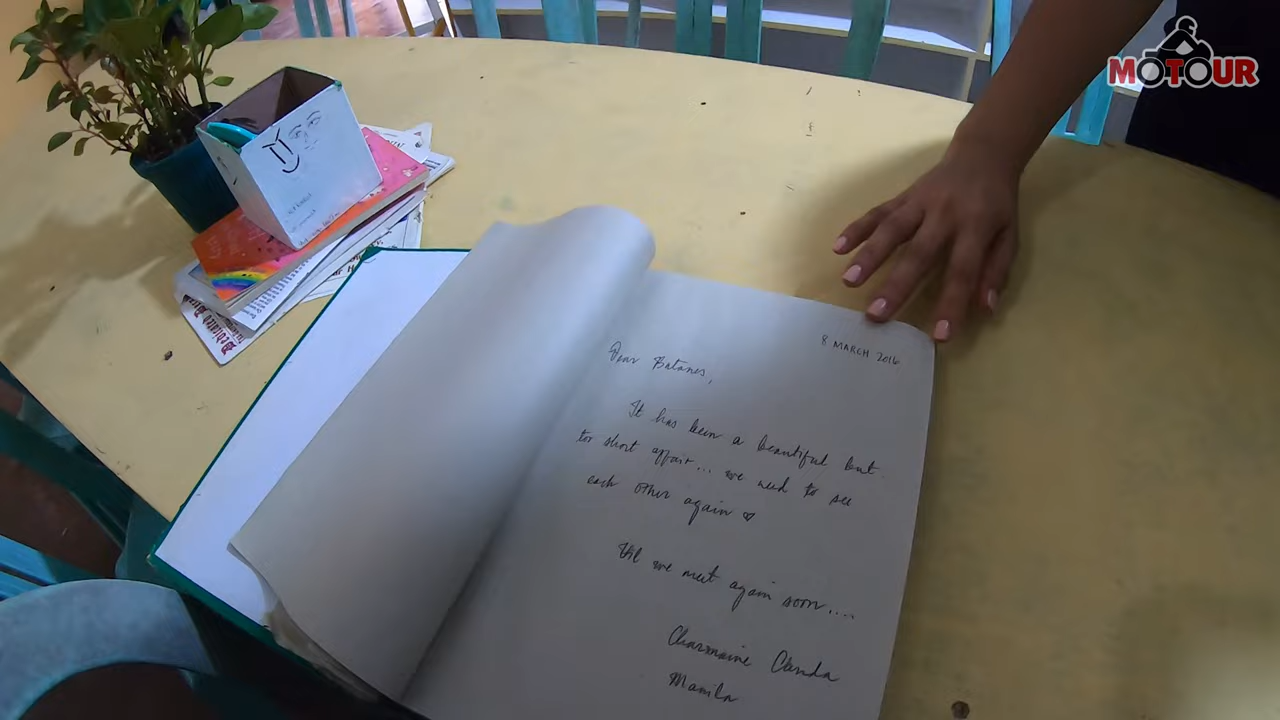 MOTOUR
8 MARCH 2016
Dear Batanes,
It has been a beautiful but
too short affair... we need to see
each other again ♡
Til we meet again soon....
Charmaine
Manila